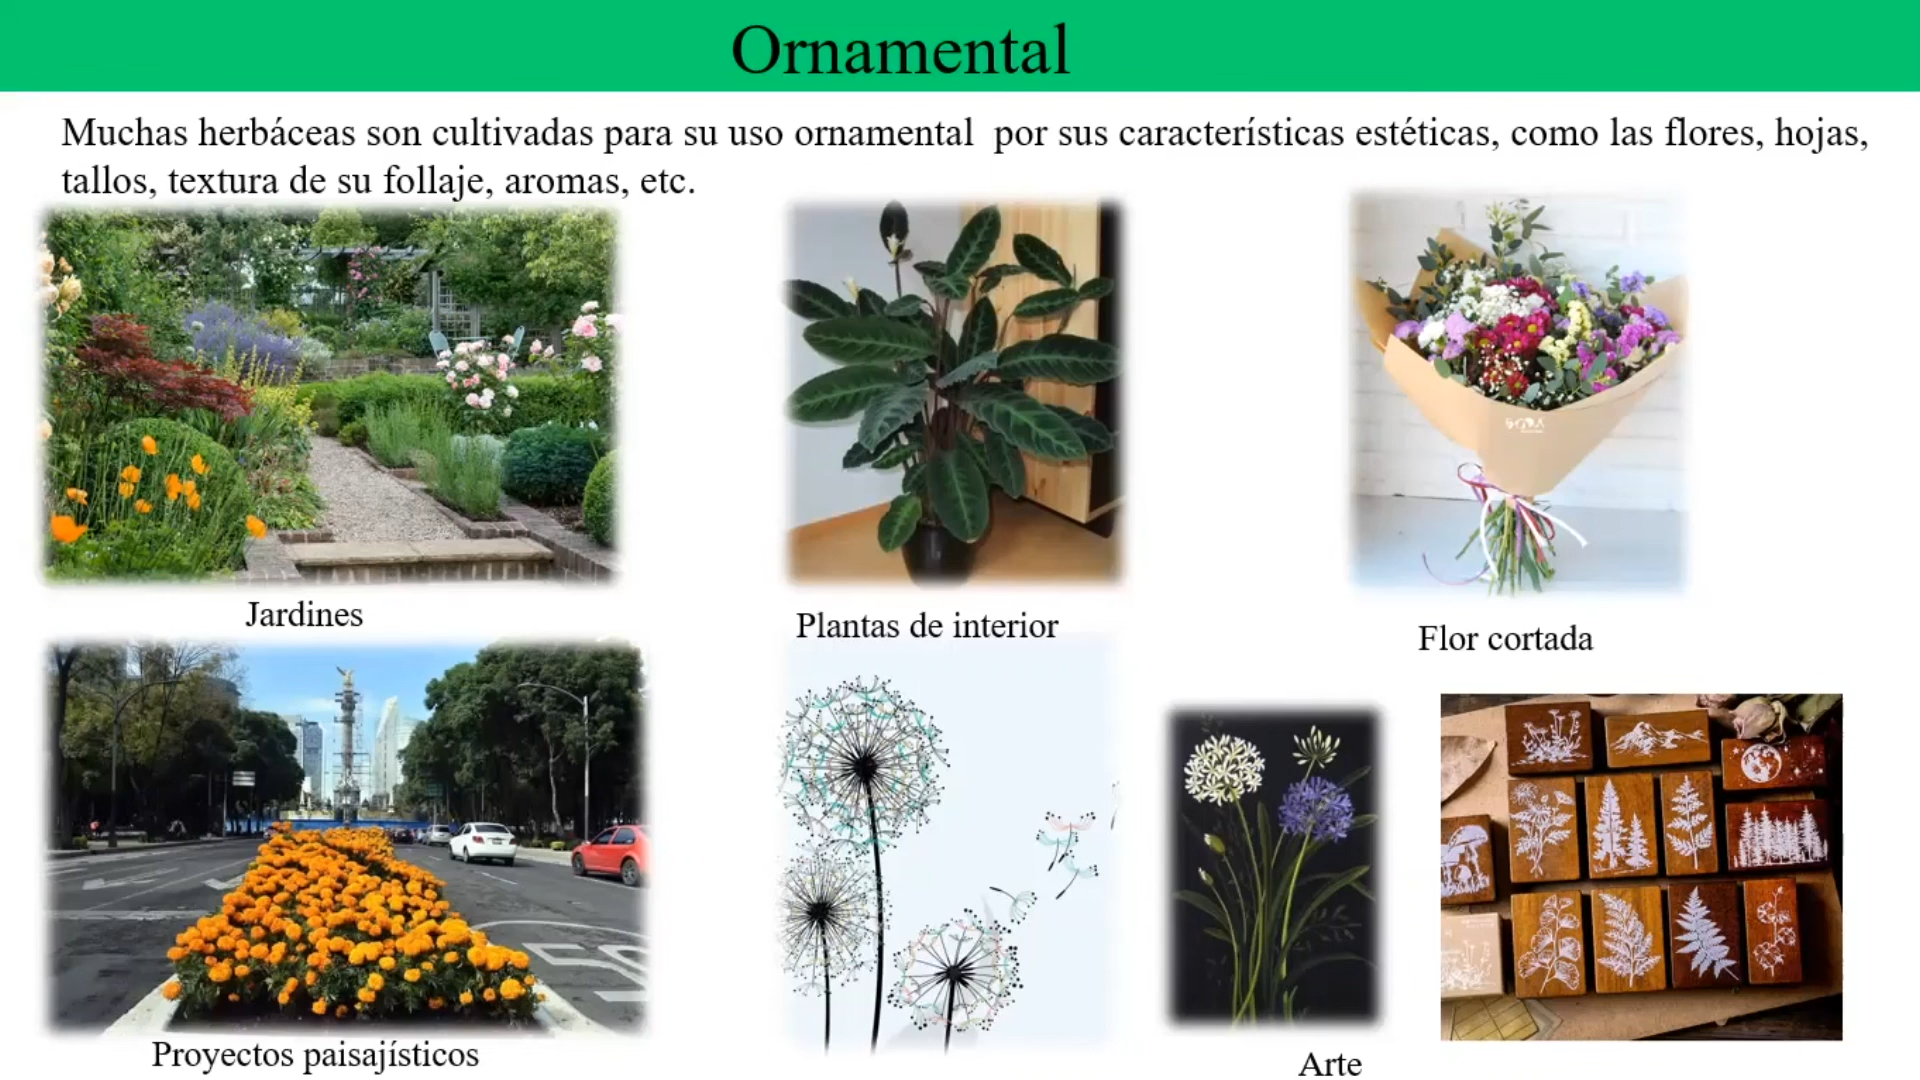 Ornamental
Muchas herbáceas son cultivadas para su uso ornamental por sus características estéticas, como las flores, hojas,
tallos, textura de su follaje, aromas, etc.
Jardines
Plantas de interior
Flor cortada
Proyectos paisajísticos
Arte